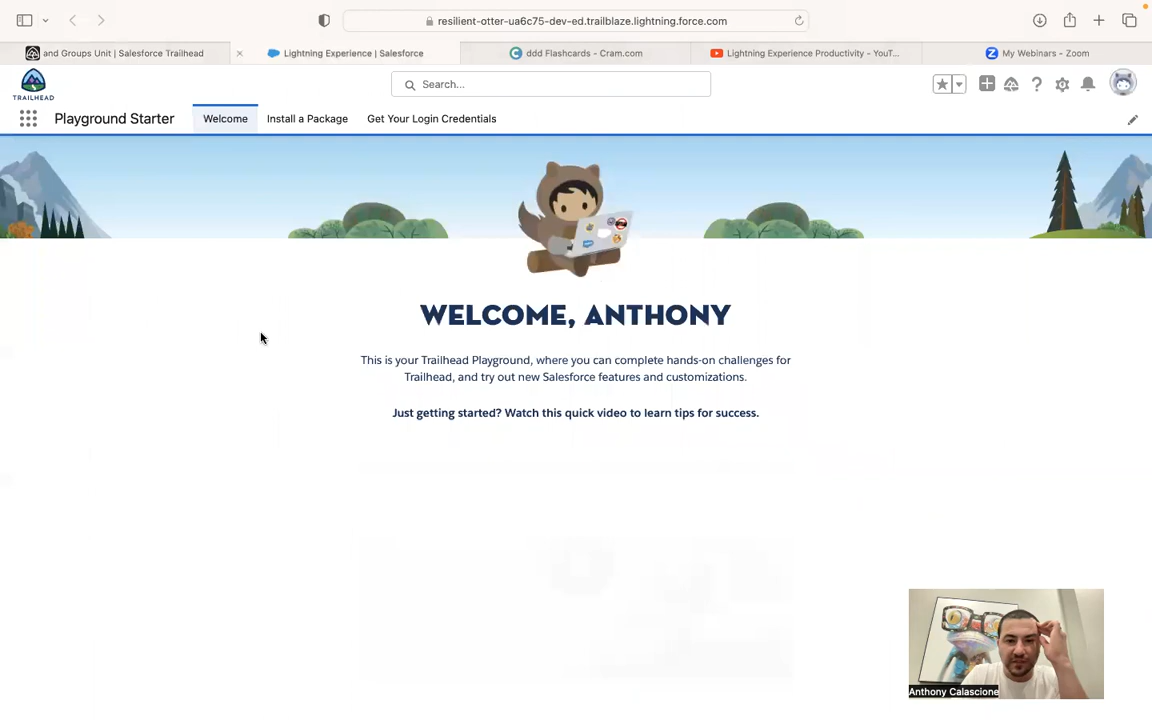 resilient-otter-ua6c75-dev-ed.trailblaze.lightning.force.com
and Groups Unit | Salesforce Trailhead
Lightning Experience | Salesforce
ddd Flashcards - Cram.com
Lightning Experience Productivity - YouT...
My Webinars - Zoom
TRAILHEAD
Search...
Playground Starter
Welcome
Install a Package
Get Your Login Credentials
WELCOME, ANTHONY
This is your Trailhead Playground, where you can complete hands-on challenges for
Trailhead, and try out new Salesforce features and customizations.
Just getting started? Watch this quick video to learn tips for success.
Anthony Calascione